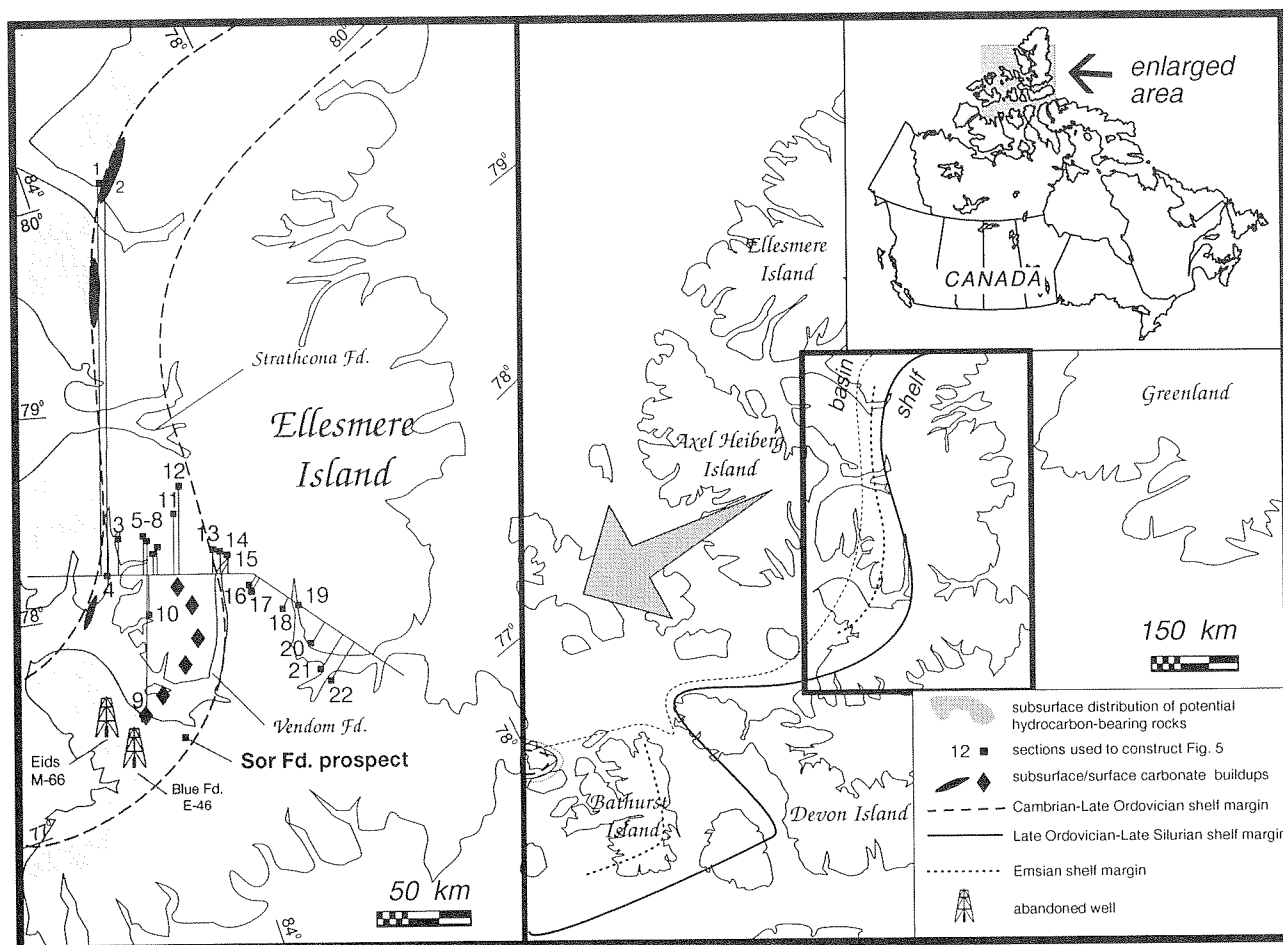 78°
80°
1
2
84°
80°
79°
Strathcona Fd.
79°
78°
Ellesmere
Island
12
11
3
5-8
13
14
15
4
10
16
17
18
19
20
21
22
78°
77°
9
Vendom Fd.
Eids
M-66
Blue Fd.
E-46
Sor Fd. prospect
78°
50 km
84°
enlarged
area
CANADA
Ellesmere
Island
basin
shelf
Axel Heiberg
Island
Greenland
150 km
Bathurst
Island
Devon Island
subsurface distribution of potential
hydrocarbon-bearing rocks
12 sections used to construct Fig. 5
subsurface/surface carbonate buildups
Cambrian-Late Ordovician shelf margin
Late Ordovician-Late Silurian shelf margin
Emsian shelf margin
abandoned well